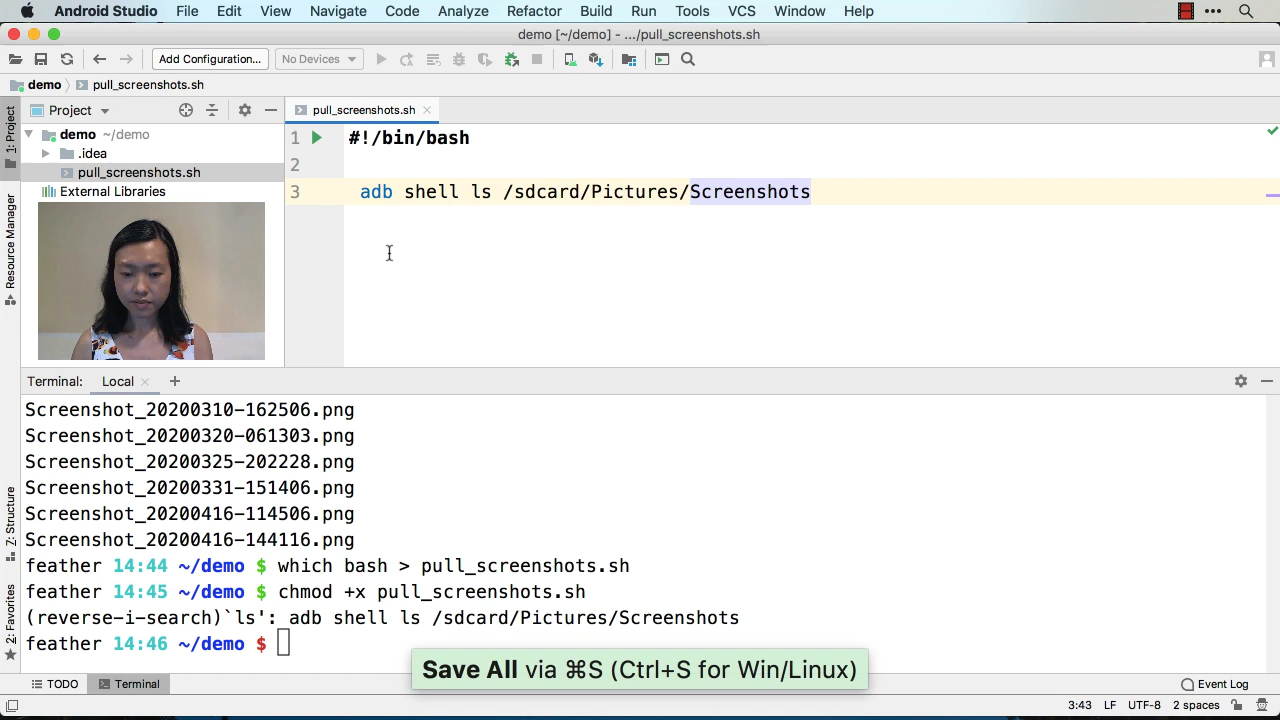 Android Studio File Edit View Navigate Code Analyze Refactor Build Run Tools VCS Window Help
demo [~/demo] - .../pull_screenshots.sh
Add Configuration... No Devices
demo pull_screenshots.sh
Project pull_screenshots.sh
1: Project
demo ~/demo
.idea
pull_screenshots.sh
External Libraries
Resource Manager
1 #!/bin/bash
2
3 adb shell ls /sdcard/Pictures/Screenshots
Terminal: Local
Screenshot_20200310-162506.png
Screenshot_20200320-061303.png
Screenshot_20200325-202228.png
Screenshot_20200331-151406.png
Screenshot_20200416-114506.png
Screenshot_20200416-144116.png
feather 14:44 ~/demo $ which bash > pull_screenshots.sh
feather 14:45 ~/demo $ chmod +x pull_screenshots.sh
(reverse-i-search)`ls': adb shell ls /sdcard/Pictures/Screenshots
feather 14:46 ~/demo $
Z: Structure
2: Favorites
Save All via ⌘S (Ctrl+S for Win/Linux)
TODO Terminal Event Log
3:43 LF UTF-8 2 spaces